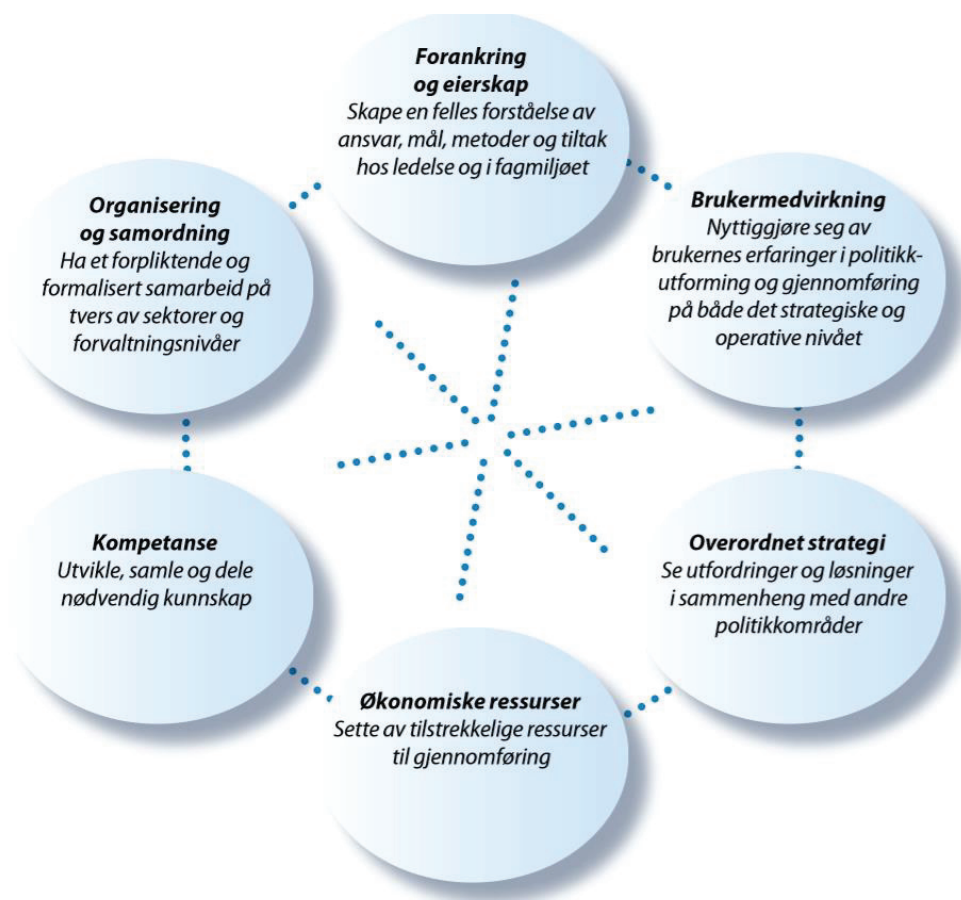 Forankring
og eierskap
Skape en felles forståelse av
ansvar, mål, metoder og tiltak
hos ledelse og i fagmiljøet
Organisering
og samordning
Ha et forpliktende og
formalisert samarbeid på
tvers av sektorer og
forvaltningsnivåer
Brukermedvirkning
Nyttiggjøre seg av
brukernes erfaringer i politikk-
utforming og gjennomføring
på både det strategiske og
operative nivået
Kompetanse
Utvikle, samle og dele
nødvendig kunnskap
Overordnet strategi
Se utfordringer og løsninger
i sammenheng med andre
politikkområder
Økonomiske ressurser
Sette av tilstrekkelige ressurser
til gjennomføring